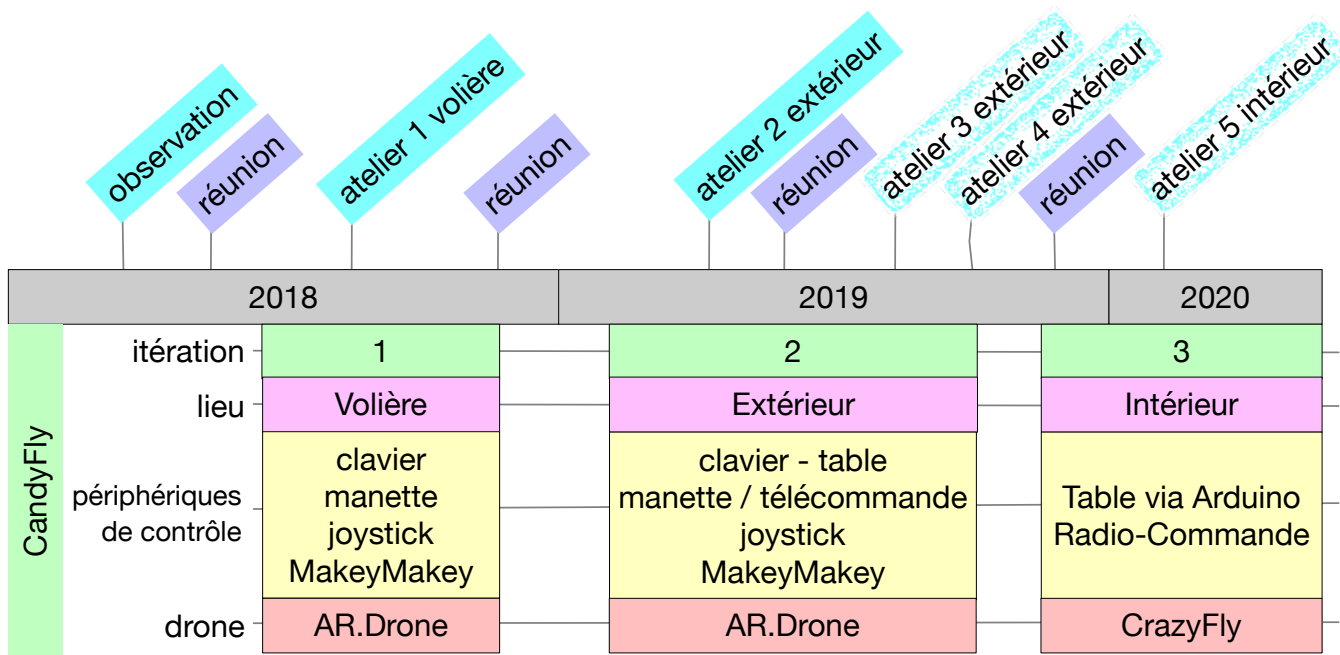 observation
réunion
atelier 1 volière
réunion
atelier 2 extérieur
réunion
atelier 3 extérieur
atelier 4 extérieur
réunion
atelier 5 intérieur
2018
2019
2020
CandyFly
itération
1
2
3
lieu
Volière
Extérieur
Intérieur
périphériques
de contrôle
clavier
manette
joystick
MakeyMakey
clavier - table
manette / télécommande
joystick
MakeyMakey
Table via Arduino
Radio-Commande
drone
AR.Drone
AR.Drone
CrazyFly